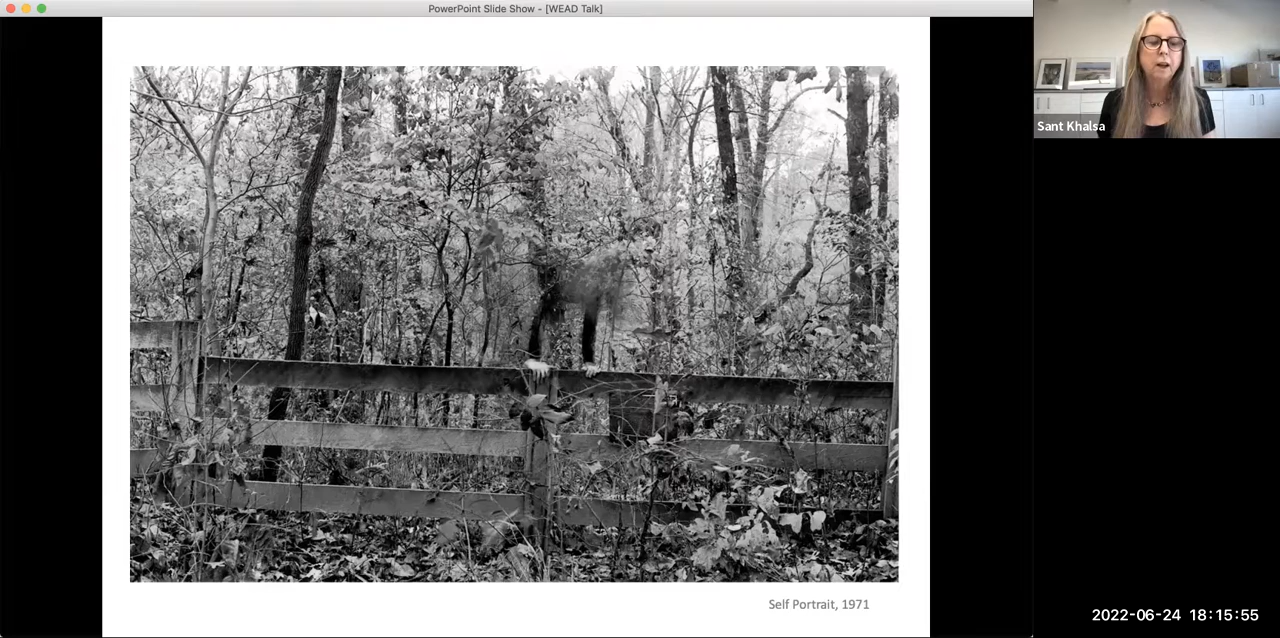 PowerPoint Slide Show - [WEAD Talk]
Sant Khalsa
Self Portrait, 1971
2022-06-24 18:15:55